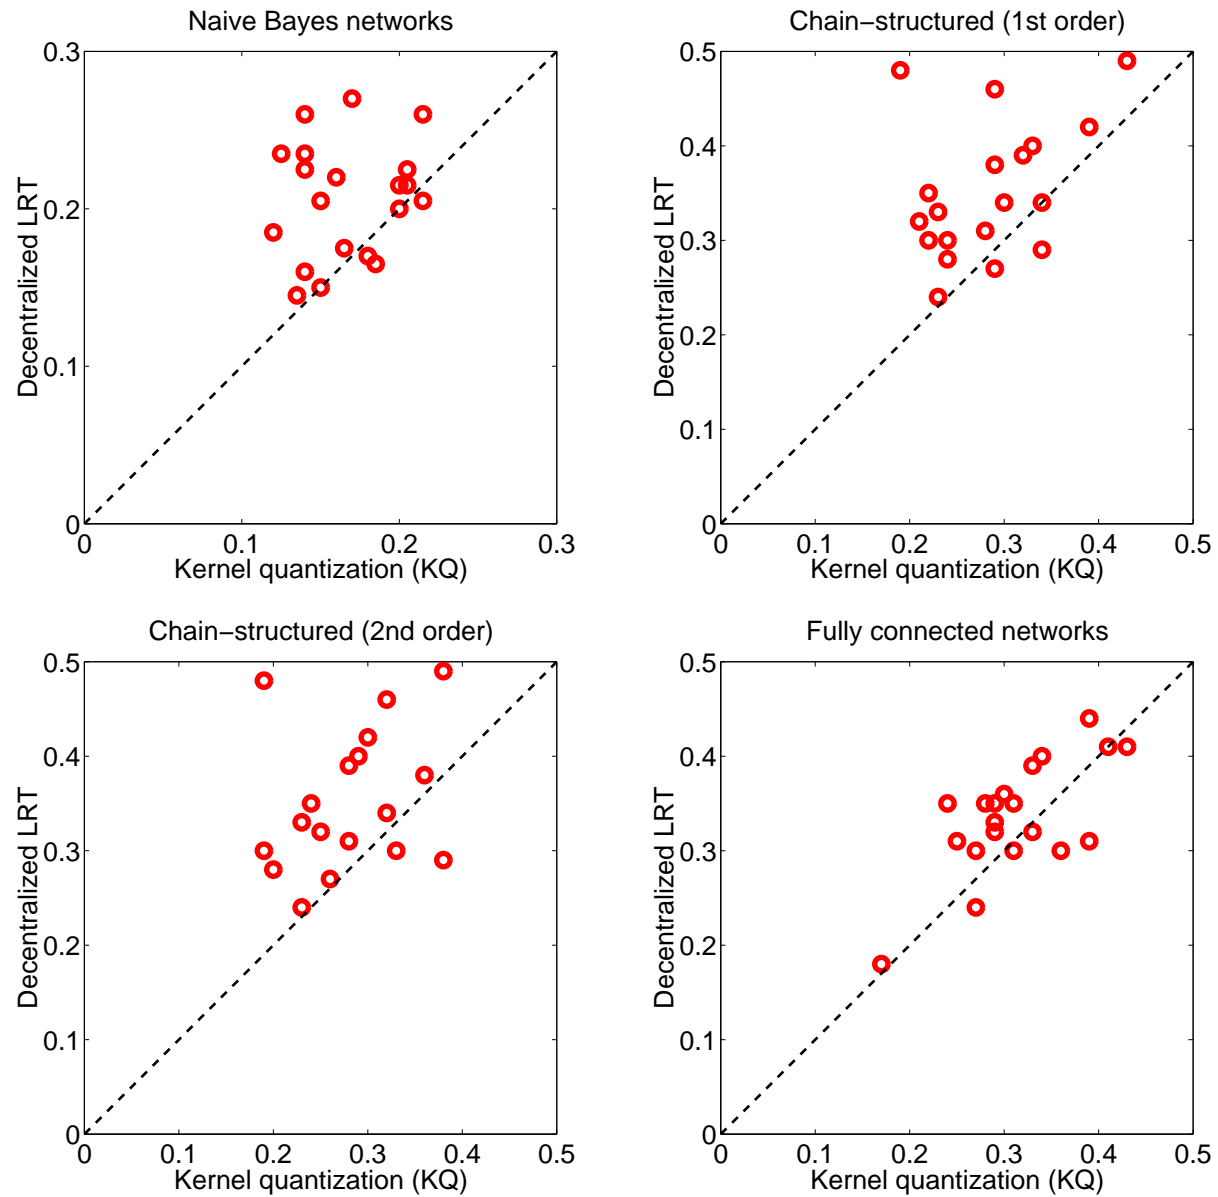 Naive Bayes networks
0.3
0.2
0.1
0
Decentralized LRT
0 0.1 0.2 0.3
Kernel quantization (KQ)
Chain−structured (1st order)
0.5
0.4
0.3
0.2
0.1
0
Decentralized LRT
0 0.1 0.2 0.3 0.4 0.5
Kernel quantization (KQ)
Chain−structured (2nd order)
0.5
0.4
0.3
0.2
0.1
0
Decentralized LRT
0 0.1 0.2 0.3 0.4 0.5
Kernel quantization (KQ)
Fully connected networks
0.5
0.4
0.3
0.2
0.1
0
Decentralized LRT
0 0.1 0.2 0.3 0.4 0.5
Kernel quantization (KQ)